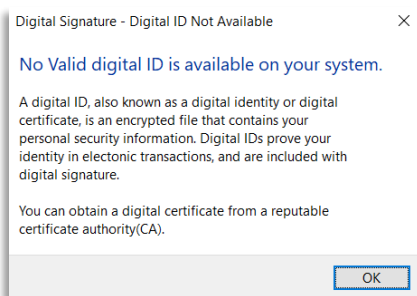 Digital Signature - Digital ID Not Available
No Valid digital ID is available on your system.
A digital ID, also known as a digital identity or digital
certificate, is an encrypted file that contains your
personal security information. Digital IDs prove your
identity in electonic transactions, and are included with
digital signature.
You can obtain a digital certificate from a reputable
certificate authority(CA).
OK